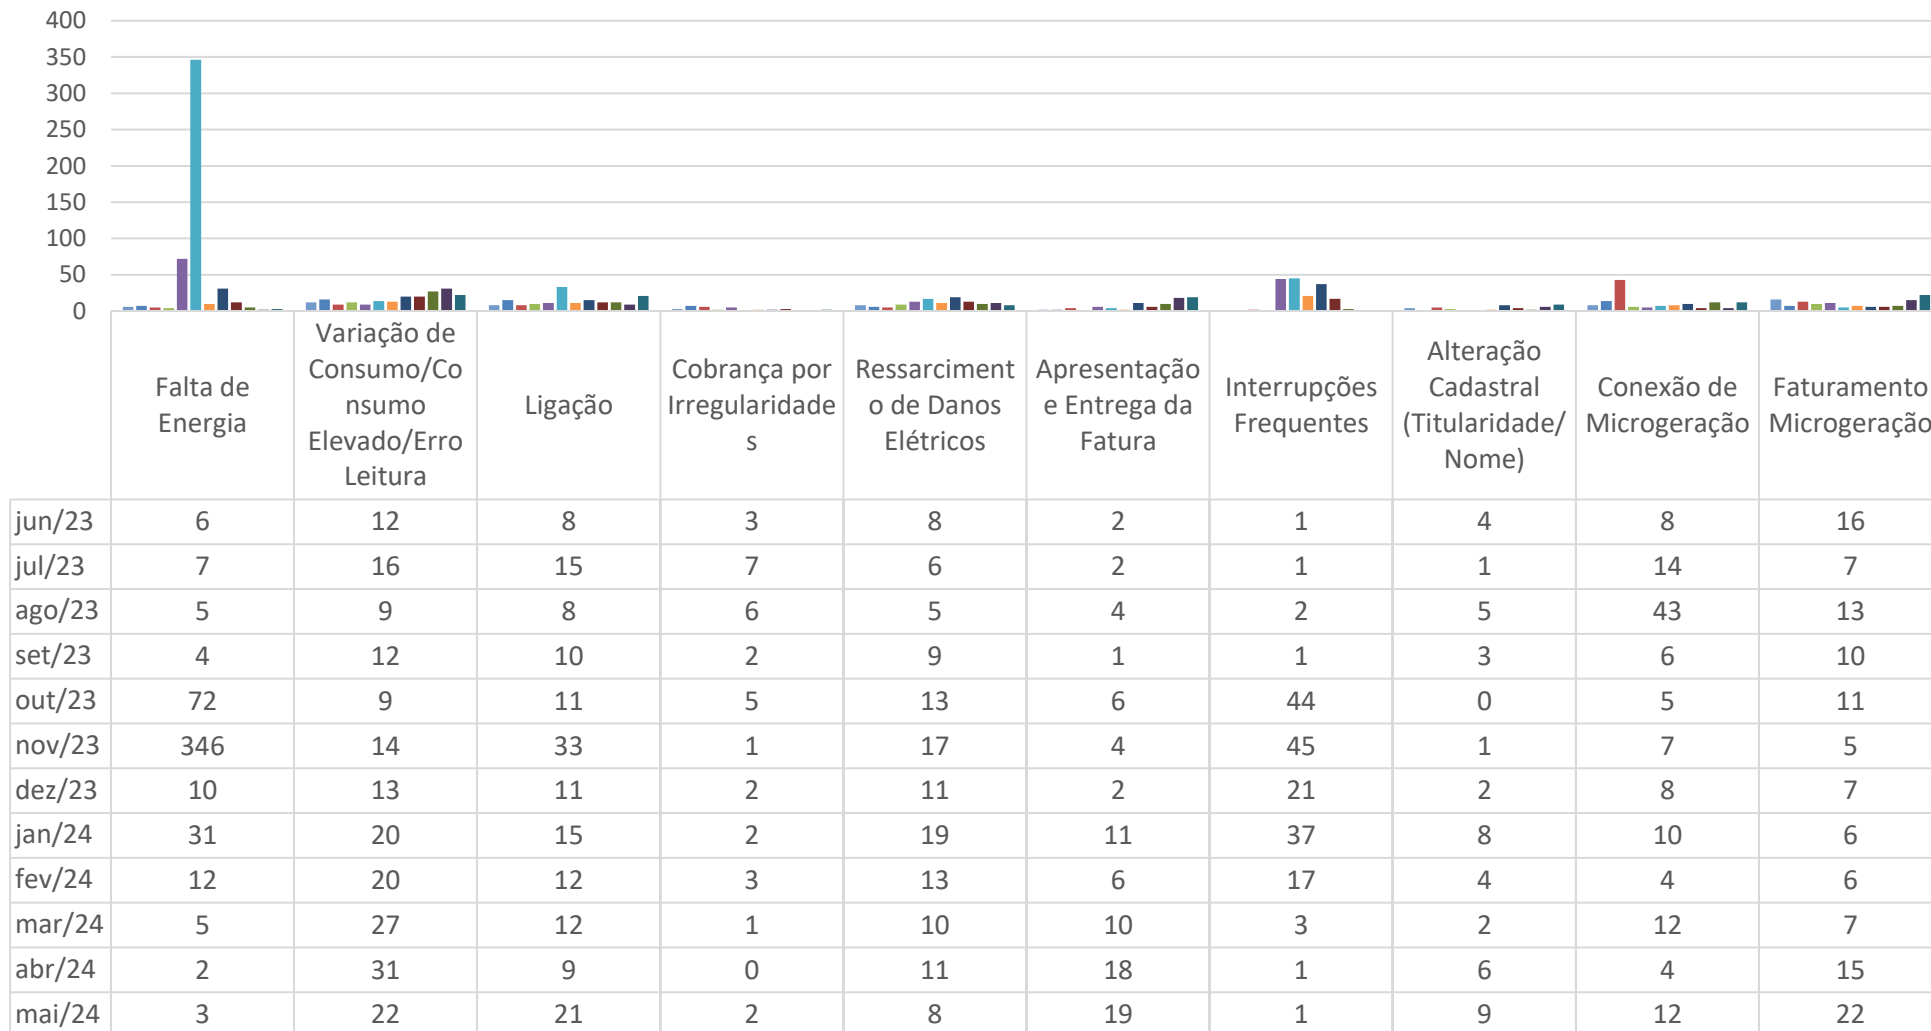 400
350
300
250
200
150
100
50
0
Falta de
Energia
Variação de
Consumo/Co
nsumo
Elevado/Erro
Leitura
Ligação
Cobrança por
Irregularidade
s
Ressarciment
o de Danos
Elétricos
Apresentação
e Entrega da
Fatura
Interrupções
Frequentes
Alteração
Cadastral
(Titularidade/
Nome)
Conexão de
Microgeração
Faturamento
Microgeração
jun/23 6 12 8 3 8 2 1 4 8 16
jul/23 7 16 15 7 6 2 1 1 14 7
ago/23 5 9 8 6 5 4 2 5 43 13
set/23 4 12 10 2 9 1 1 3 6 10
out/23 72 9 11 5 13 6 44 0 5 11
nov/23 346 14 33 1 17 4 45 1 7 5
dez/23 10 13 11 2 11 2 21 2 8 7
jan/24 31 20 15 2 19 11 37 8 10 6
fev/24 12 20 12 3 13 6 17 4 4 6
mar/24 5 27 12 1 10 10 3 2 12 7
abr/24 2 31 9 0 11 18 1 6 4 15
mai/24 3 22 21 2 8 19 1 9 12 22